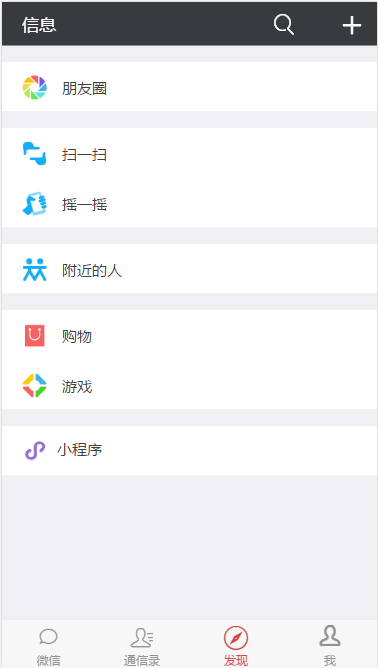 信息
朋友圈
扫一扫
摇一摇
附近的人
购物
游戏
小程序
微信 通信录 发现 我